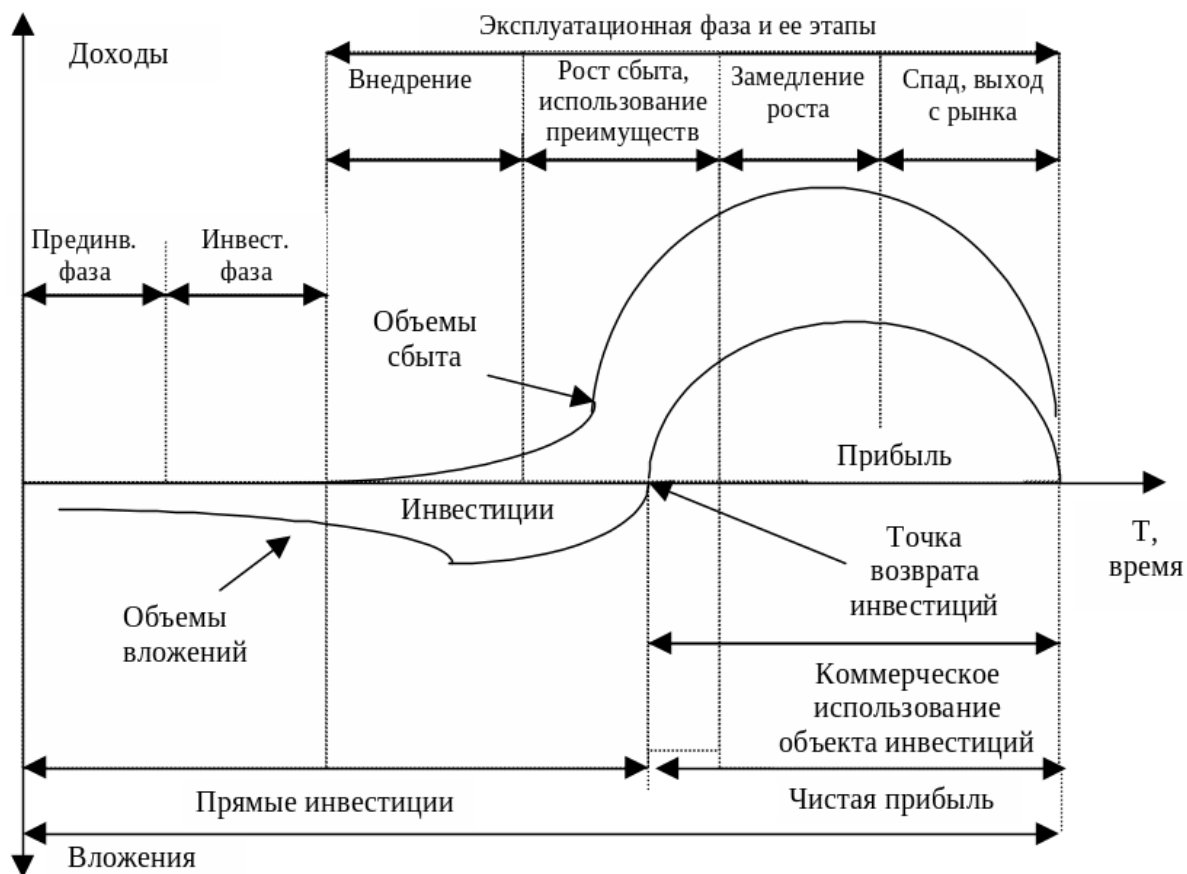 Эксплуатационная фаза и ее этапы
Доходы
Внедрение
Рост сбыта,
использование
преимуществ
Замедление
роста
Спад, выход
с рынка
Прединв.
фаза
Инвест.
фаза
Объемы
сбыта
Прибыль
Инвестиции
Точка
возврата
инвестиций
Т,
время
Объемы
вложений
Коммерческое
использование
объекта инвестиций
Прямые инвестиции
Чистая прибыль
Вложения